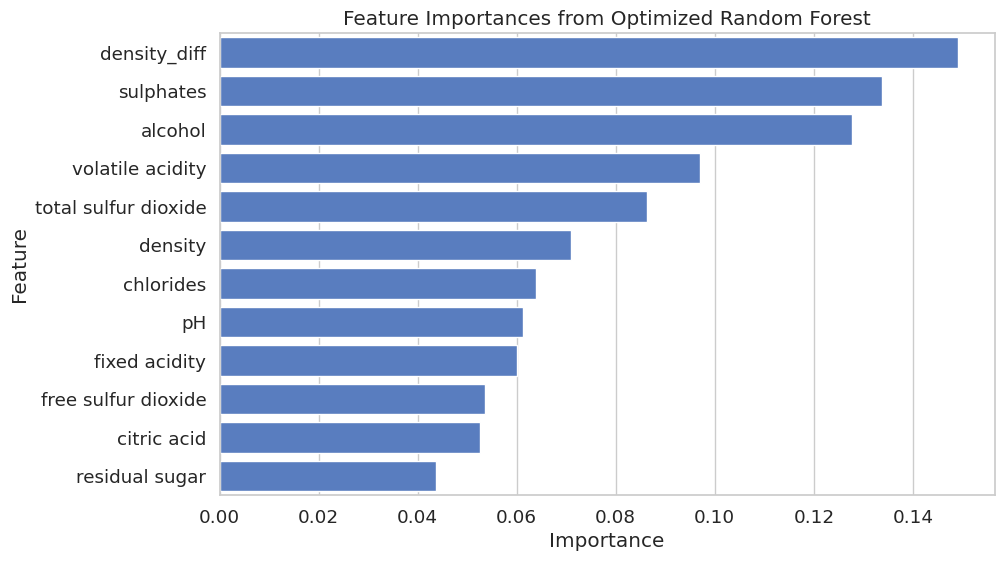 Feature Importances from Optimized Random Forest
density_diff
sulphates
alcohol
volatile acidity
total sulfur dioxide
density
chlorides
pH
fixed acidity
free sulfur dioxide
citric acid
residual sugar
Feature
0.00 0.02 0.04 0.06 0.08 0.10 0.12 0.14
Importance